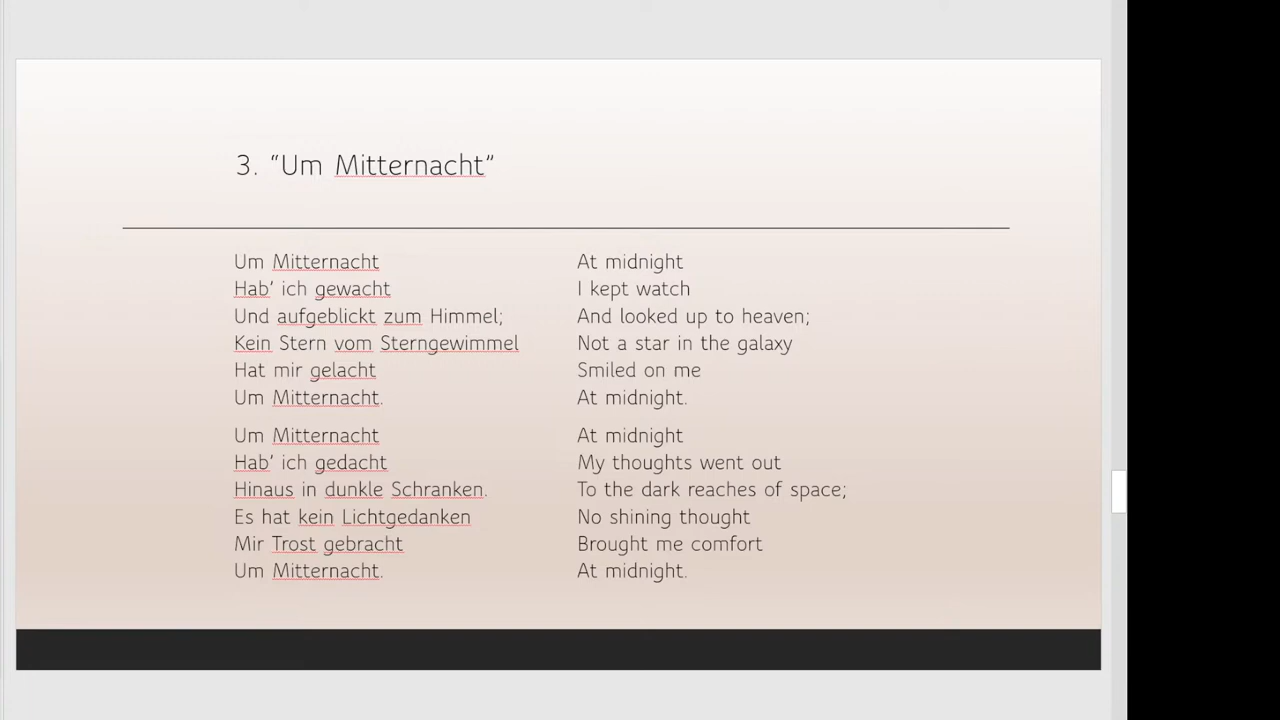 3. “Um Mitternacht”
Um Mitternacht
Hab’ ich gewacht
Und aufgeblickt zum Himmel;
Kein Stern vom Sterngewimmel
Hat mir gelacht
Um Mitternacht.
Um Mitternacht
Hab’ ich gedacht
Hinaus in dunkle Schranken.
Es hat kein Lichtgedanken
Mir Trost gebracht
Um Mitternacht.
At midnight
I kept watch
And looked up to heaven;
Not a star in the galaxy
Smiled on me
At midnight.
At midnight
My thoughts went out
To the dark reaches of space;
No shining thought
Brought me comfort
At midnight.